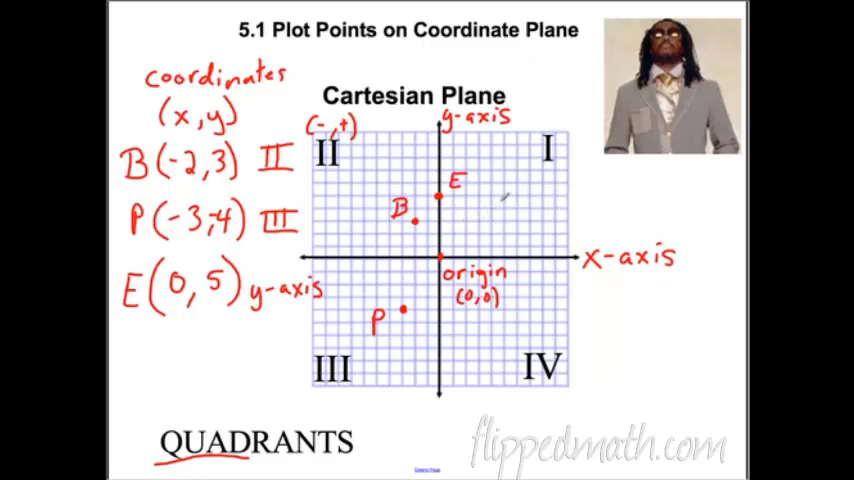 5.1 Plot Points on Coordinate Plane
coordinates
(x,y)
Cartesian Plane
y-axis
(-,+)
II
I
B(-2,3) II
E
B
P(-3,-4) III
x-axis
origin
(0,0)
E(0,5) y-axis
P
III
IV
QUADRANTS
flippedmath.com